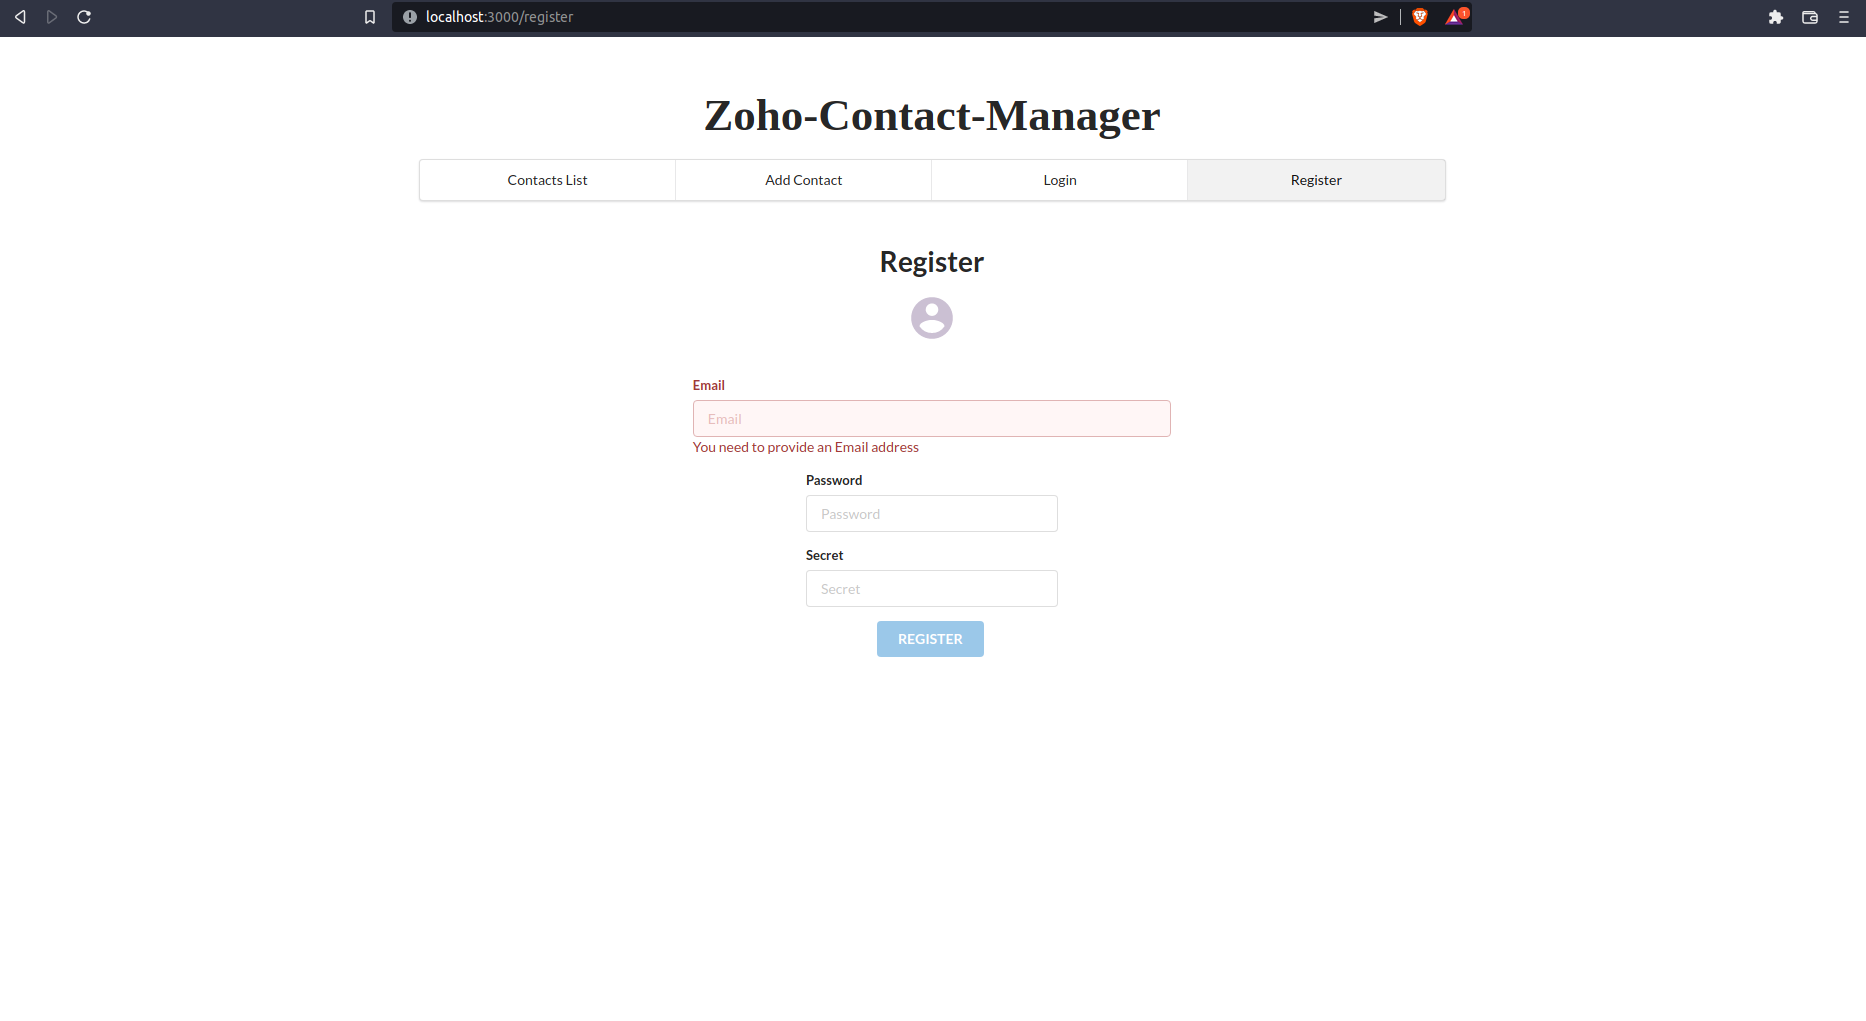 localhost:3000/register
1
Zoho-Contact-Manager
Contacts List Add Contact Login Register
Register
Email
Email
You need to provide an Email address
Password
Password
Secret
Secret
REGISTER